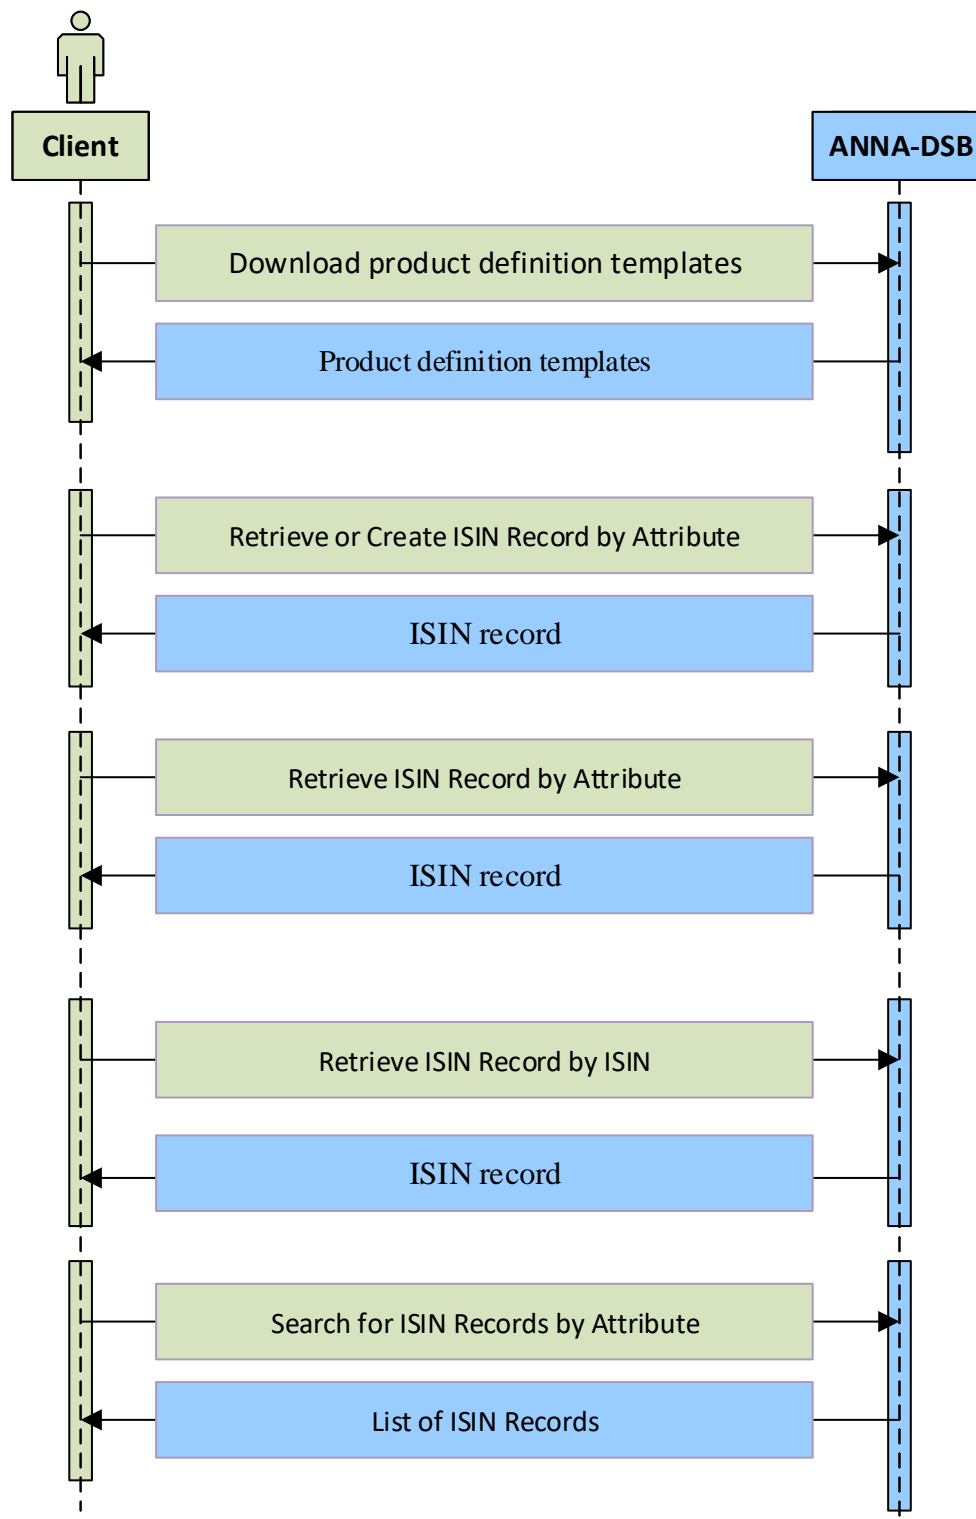 Client
ANNA-DSB
Download product definition templates
Product definition templates
Retrieve or Create ISIN Record by Attribute
ISIN record
Retrieve ISIN Record by Attribute
ISIN record
Retrieve ISIN Record by ISIN
ISIN record
Search for ISIN Records by Attribute
List of ISIN Records